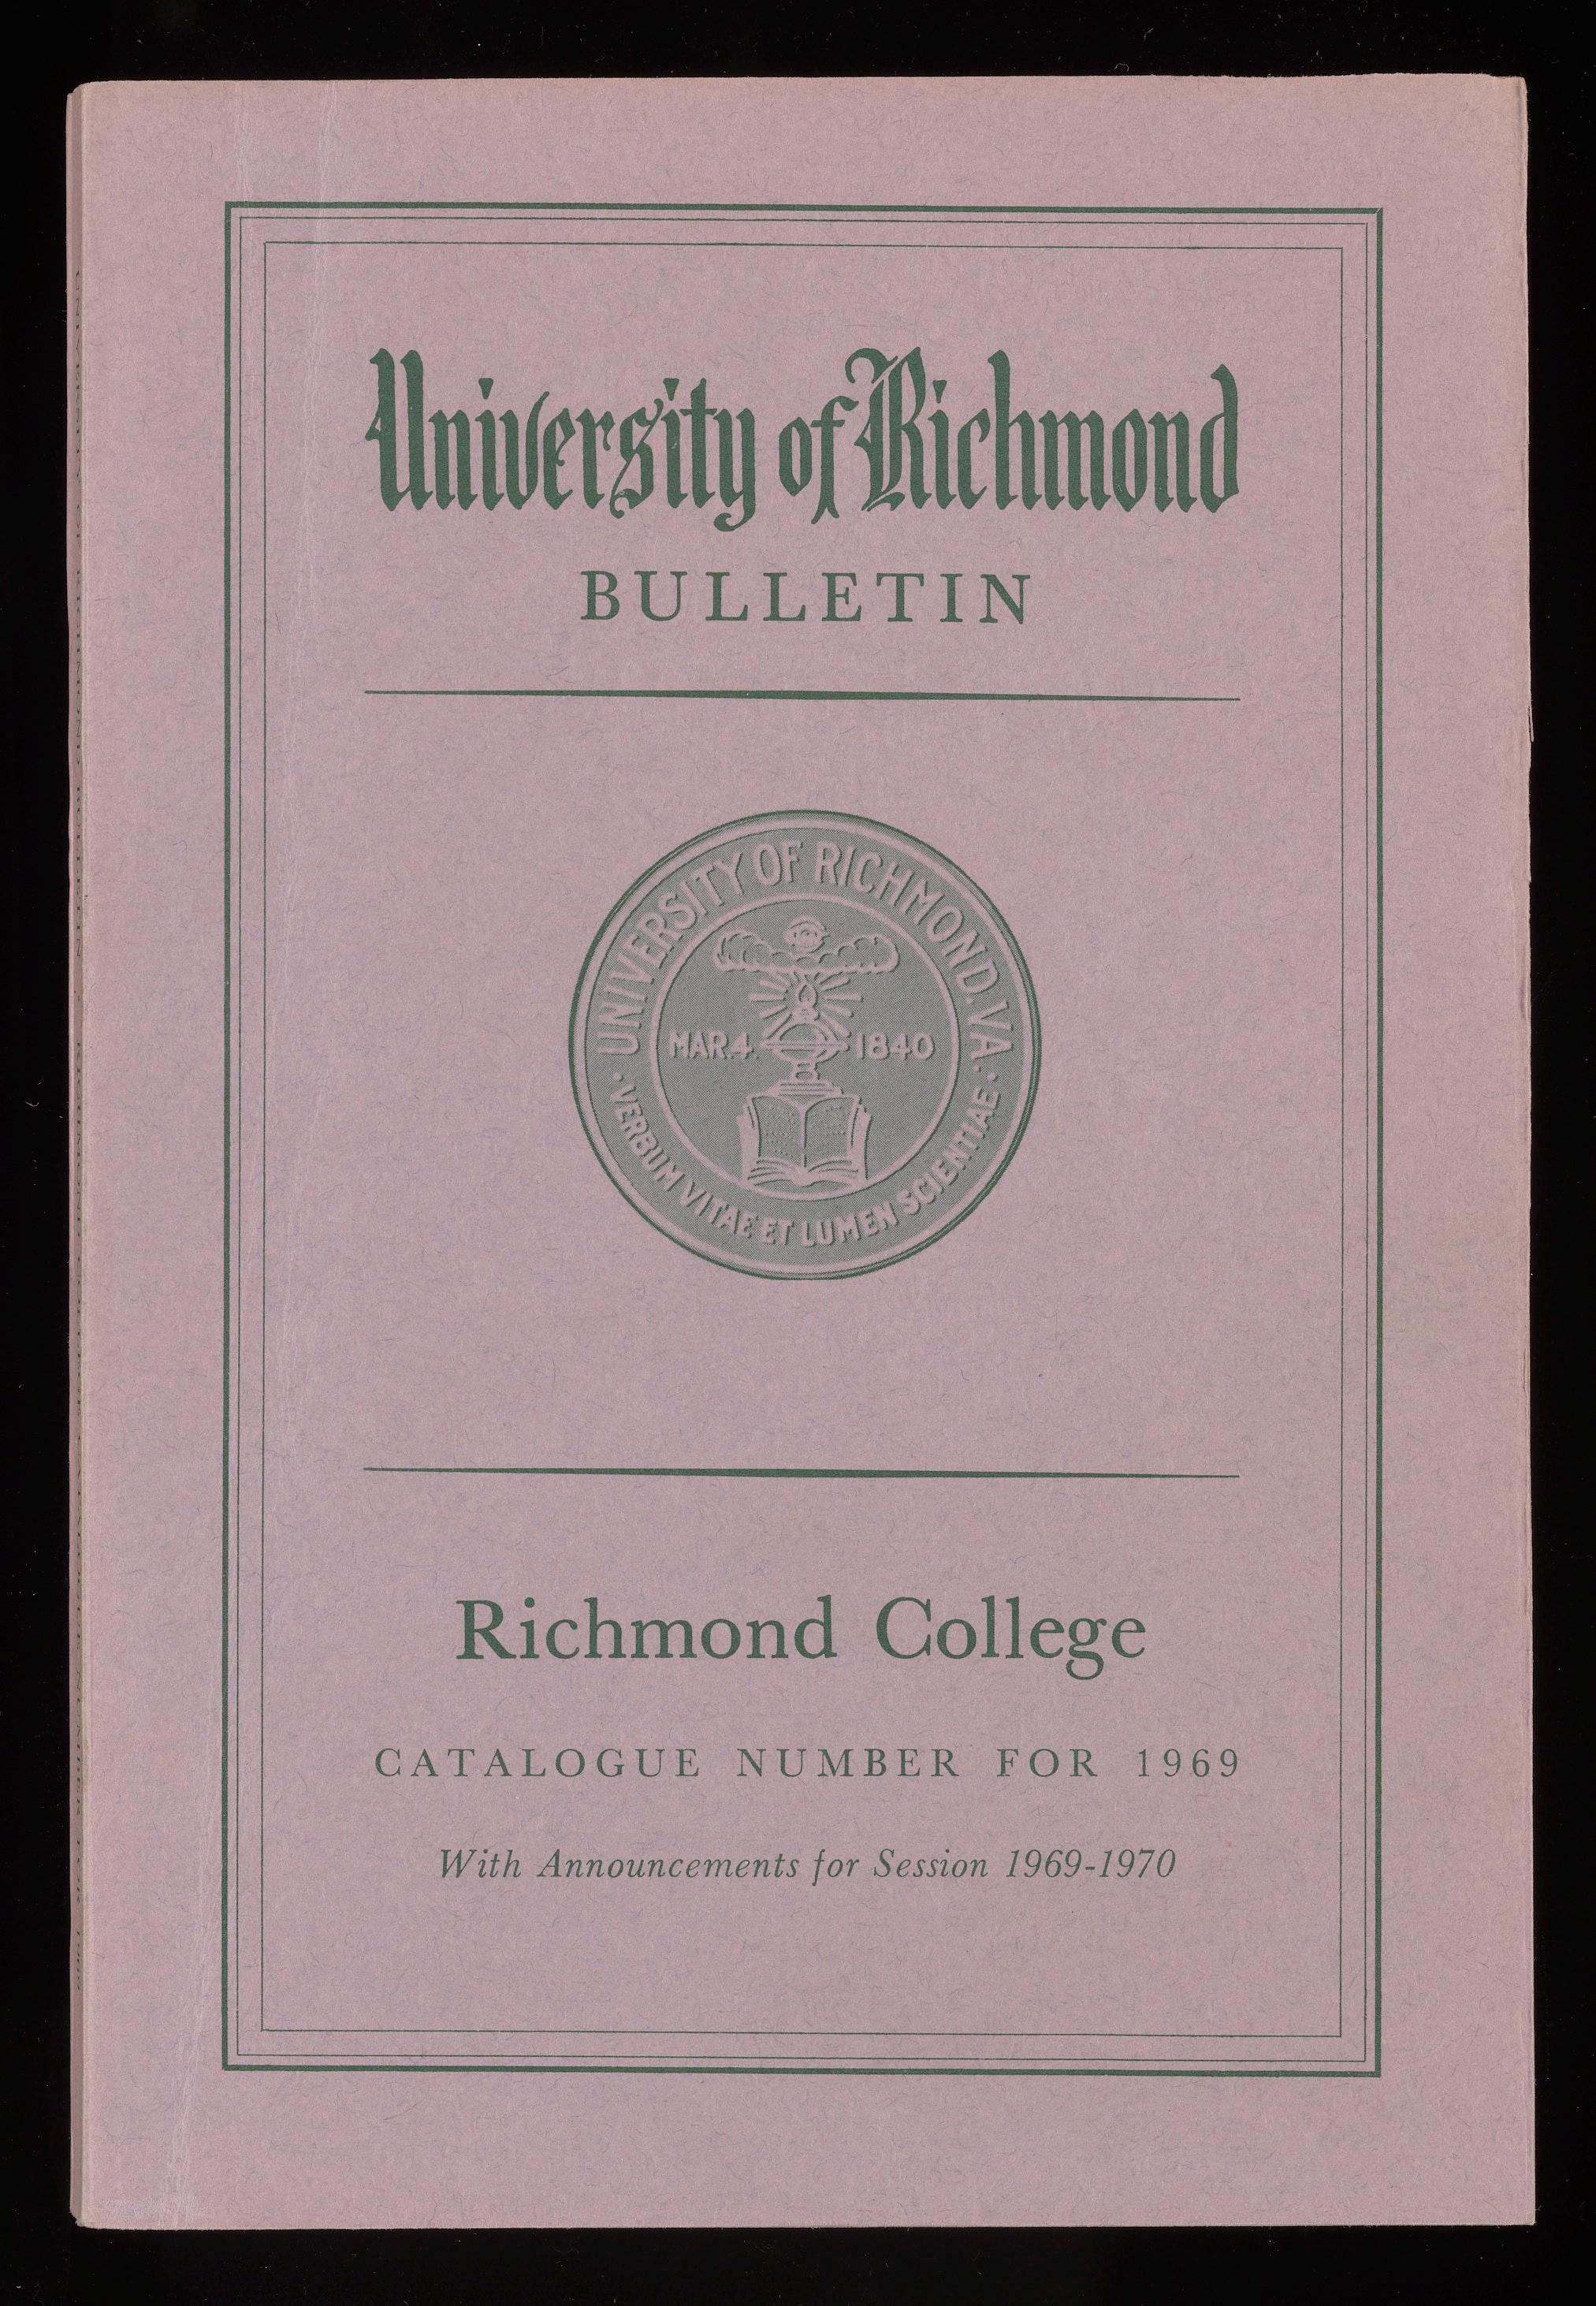 University of Richmond
BULLETIN
UNIVERSITY OF RICHMOND. VA.
MAR. 4. 1840
· VERBUM VITAE ET LUMEN SCIENTIAE ·
Richmond College
CATALOGUE NUMBER FOR 1969
With Announcements for Session 1969-1970